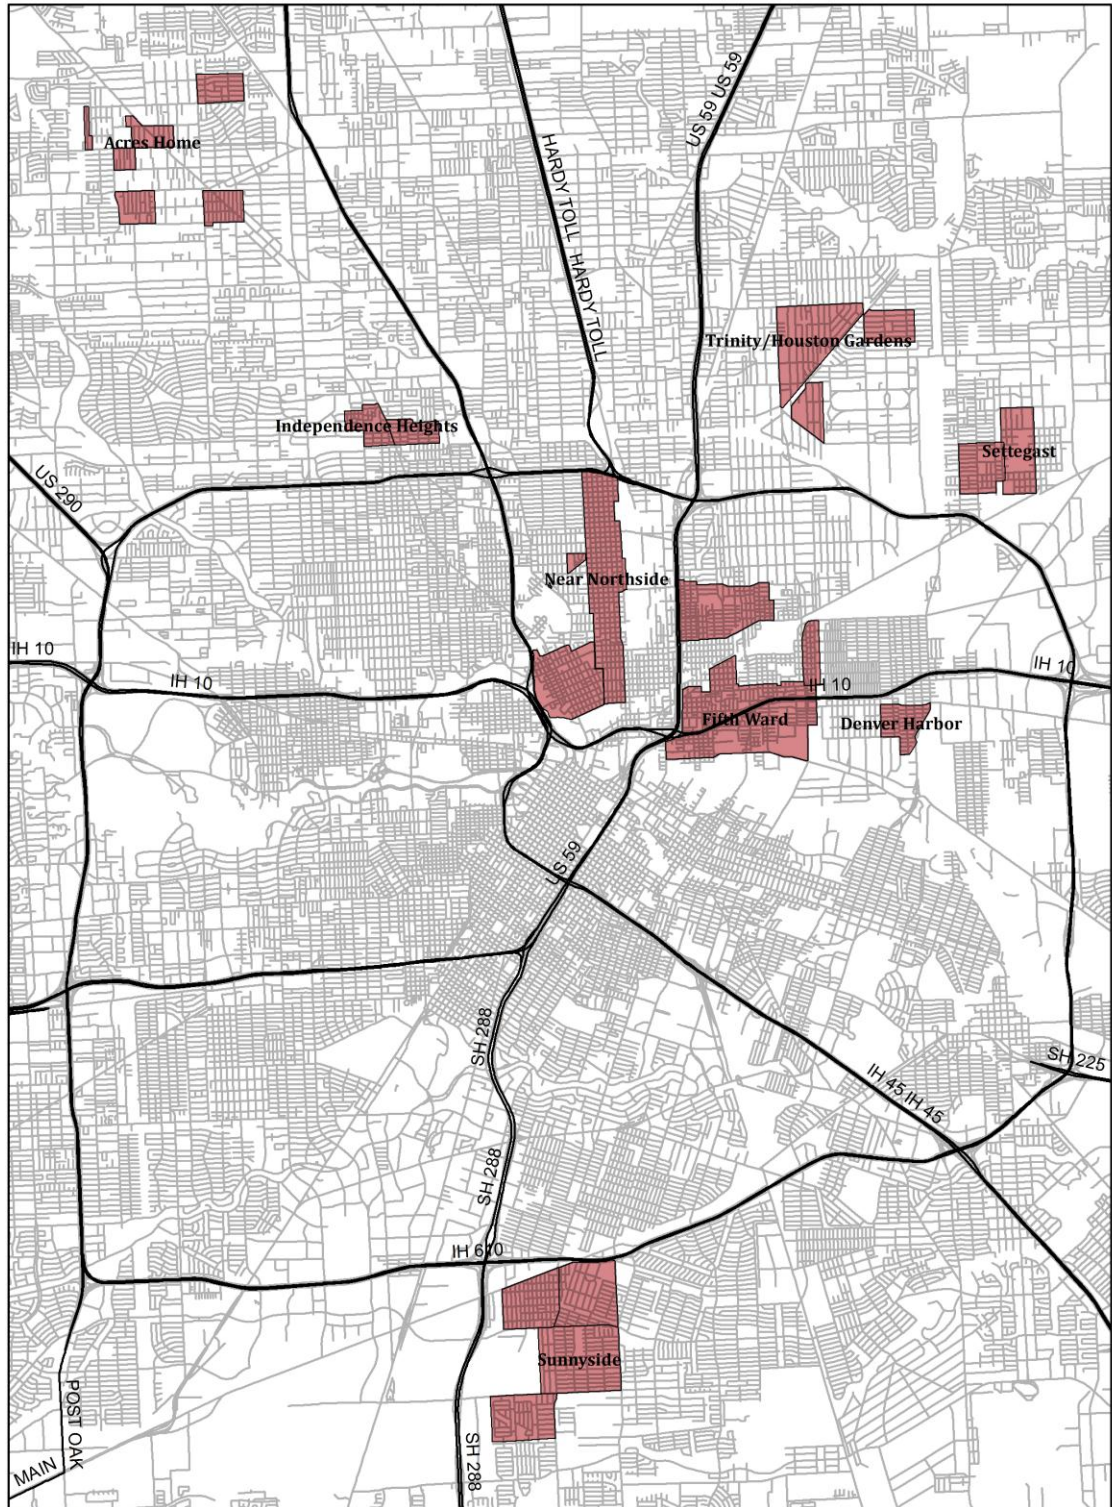 US 59 US 59
HARDY TOLL HARDY TOLL
Acres Home
Trinity/Houston Gardens
Independence Heights
Settegast
US 290
Near Northside
IH 10
IH 10
IH 10
IH 10
Fifth Ward
Denver Harbor
US 59
SH 288
SH 225
IH 45 IH 45
SH 288
IH 610
Sunnyside
POST OAK
SH 288
MAIN